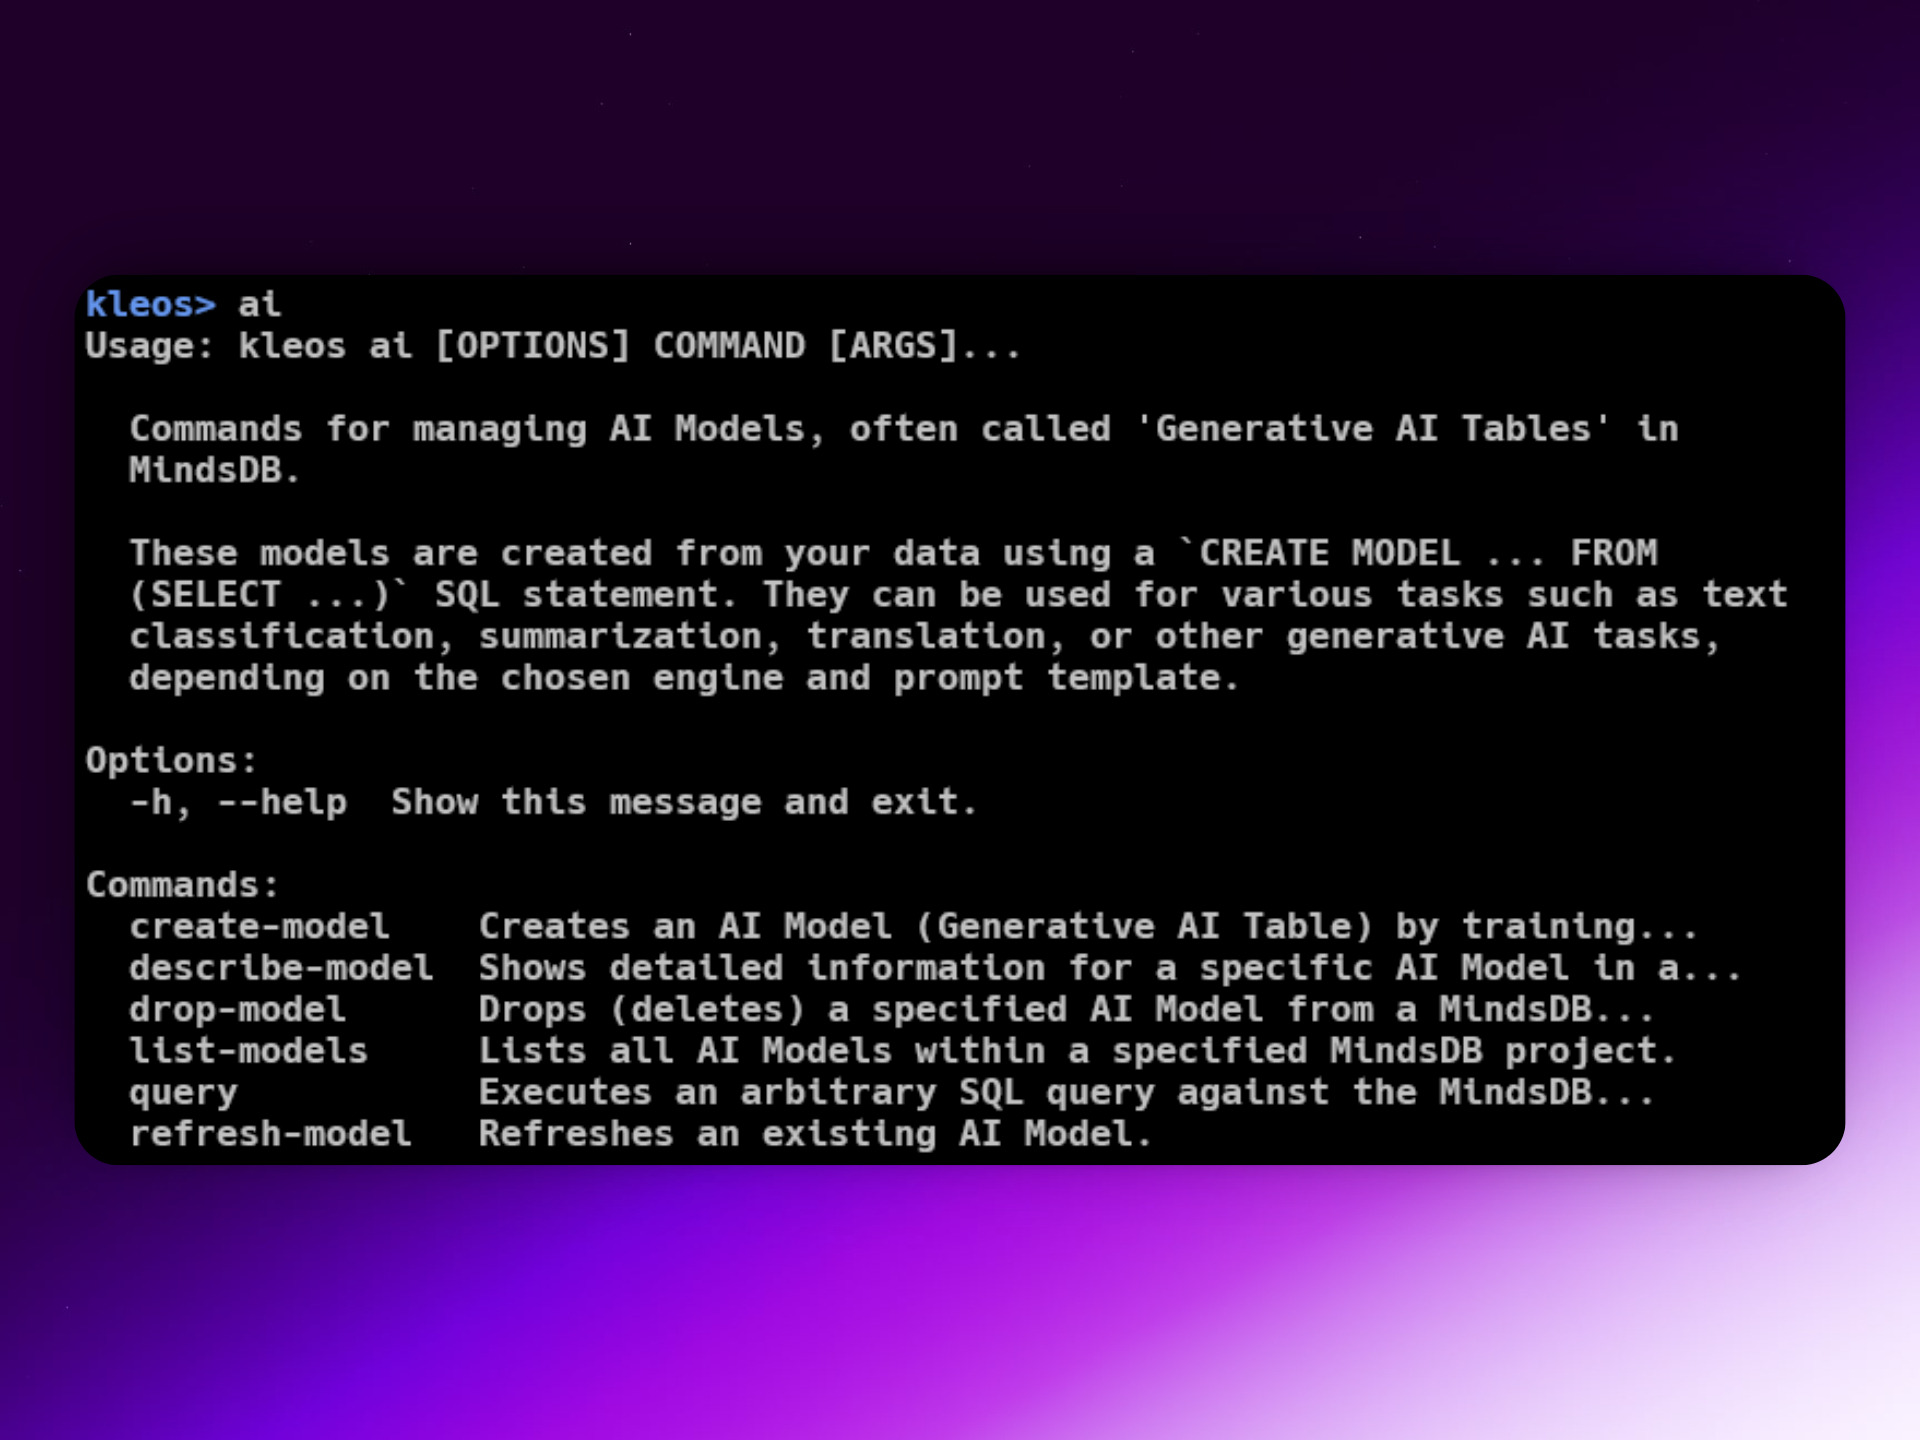 kleos> ai
Usage: kleos ai [OPTIONS] COMMAND [ARGS]...
Commands for managing AI Models, often called 'Generative AI Tables' in
MindsDB.
These models are created from your data using a `CREATE MODEL ... FROM
(SELECT ...)` SQL statement. They can be used for various tasks such as text
classification, summarization, translation, or other generative AI tasks,
depending on the chosen engine and prompt template.
Options:
-h, --help  Show this message and exit.
Commands:
create-model    Creates an AI Model (Generative AI Table) by training...
describe-model  Shows detailed information for a specific AI Model in a...
drop-model      Drops (deletes) a specified AI Model from a MindsDB...
list-models     Lists all AI Models within a specified MindsDB project.
query           Executes an arbitrary SQL query against the MindsDB...
refresh-model   Refreshes an existing AI Model.